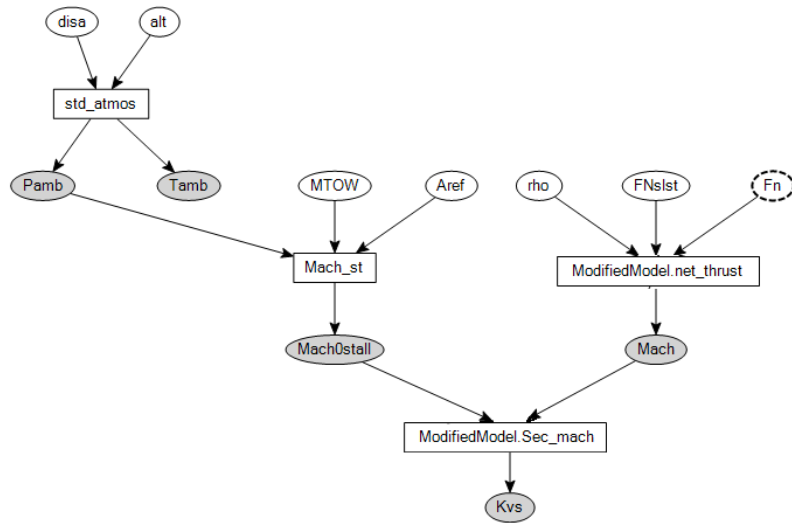 disa
alt
std_atmos
Pamb
Tamb
MTOW
Aref
rho
FNslst
Fn
Mach_st
ModifiedModel.net_thrust
Mach0stall
Mach
ModifiedModel.Sec_mach
Kvs